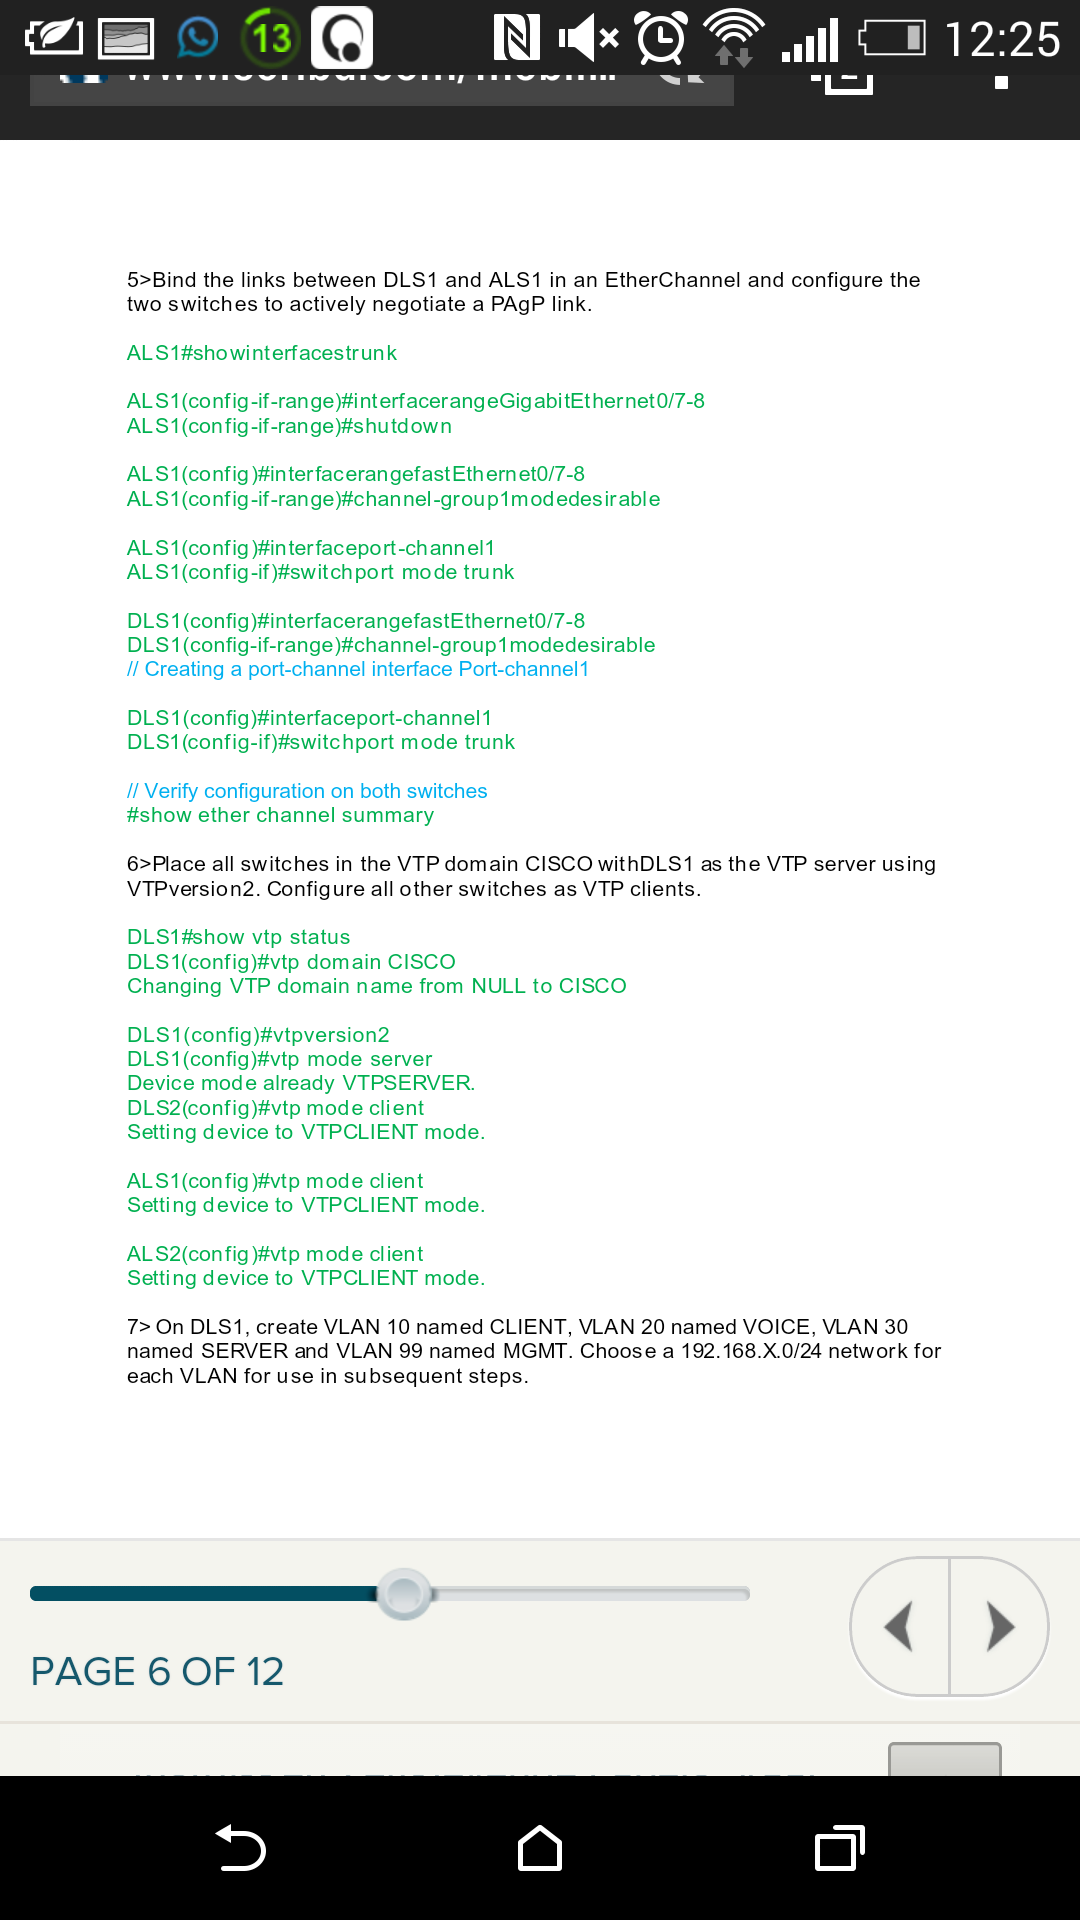 13
12:25
5>Bind the links between DLS1 and ALS1 in an EtherChannel and configure the
two switches to actively negotiate a PAgP link.
ALS1#showinterfacestrunk
ALS1(config-if-range)#interfacerangeGigabitEthernet0/7-8
ALS1(config-if-range)#shutdown
ALS1(config)#interfacerangefastEthernet0/7-8
ALS1(config-if-range)#channel-group1modedesirable
ALS1(config)#interfaceport-channel1
ALS1(config-if)#switchport mode trunk
DLS1(config)#interfacerangefastEthernet0/7-8
DLS1(config-if-range)#channel-group1modedesirable
// Creating a port-channel interface Port-channel1
DLS1(config)#interfaceport-channel1
DLS1(config-if)#switchport mode trunk
// Verify configuration on both switches
#show ether channel summary
6>Place all switches in the VTP domain CISCO withDLS1 as the VTP server using
VTPversion2. Configure all other switches as VTP clients.
DLS1#show vtp status
DLS1(config)#vtp domain CISCO
Changing VTP domain name from NULL to CISCO
DLS1(config)#vtpversion2
DLS1(config)#vtp mode server
Device mode already VTPSERVER.
DLS2(config)#vtp mode client
Setting device to VTPCLIENT mode.
ALS1(config)#vtp mode client
Setting device to VTPCLIENT mode.
ALS2(config)#vtp mode client
Setting device to VTPCLIENT mode.
7> On DLS1, create VLAN 10 named CLIENT, VLAN 20 named VOICE, VLAN 30
named SERVER and VLAN 99 named MGMT. Choose a 192.168.X.0/24 network for
each VLAN for use in subsequent steps.
PAGE 6 OF 12